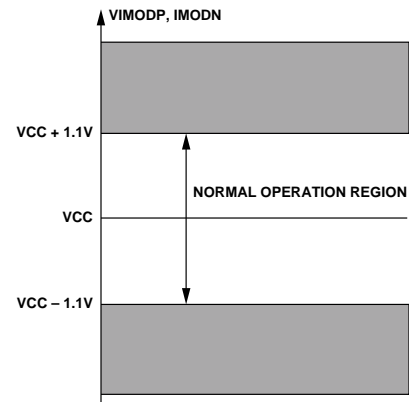 VIMODP, IMODN
VCC + 1.1V
NORMAL OPERATION REGION
VCC
VCC – 1.1V